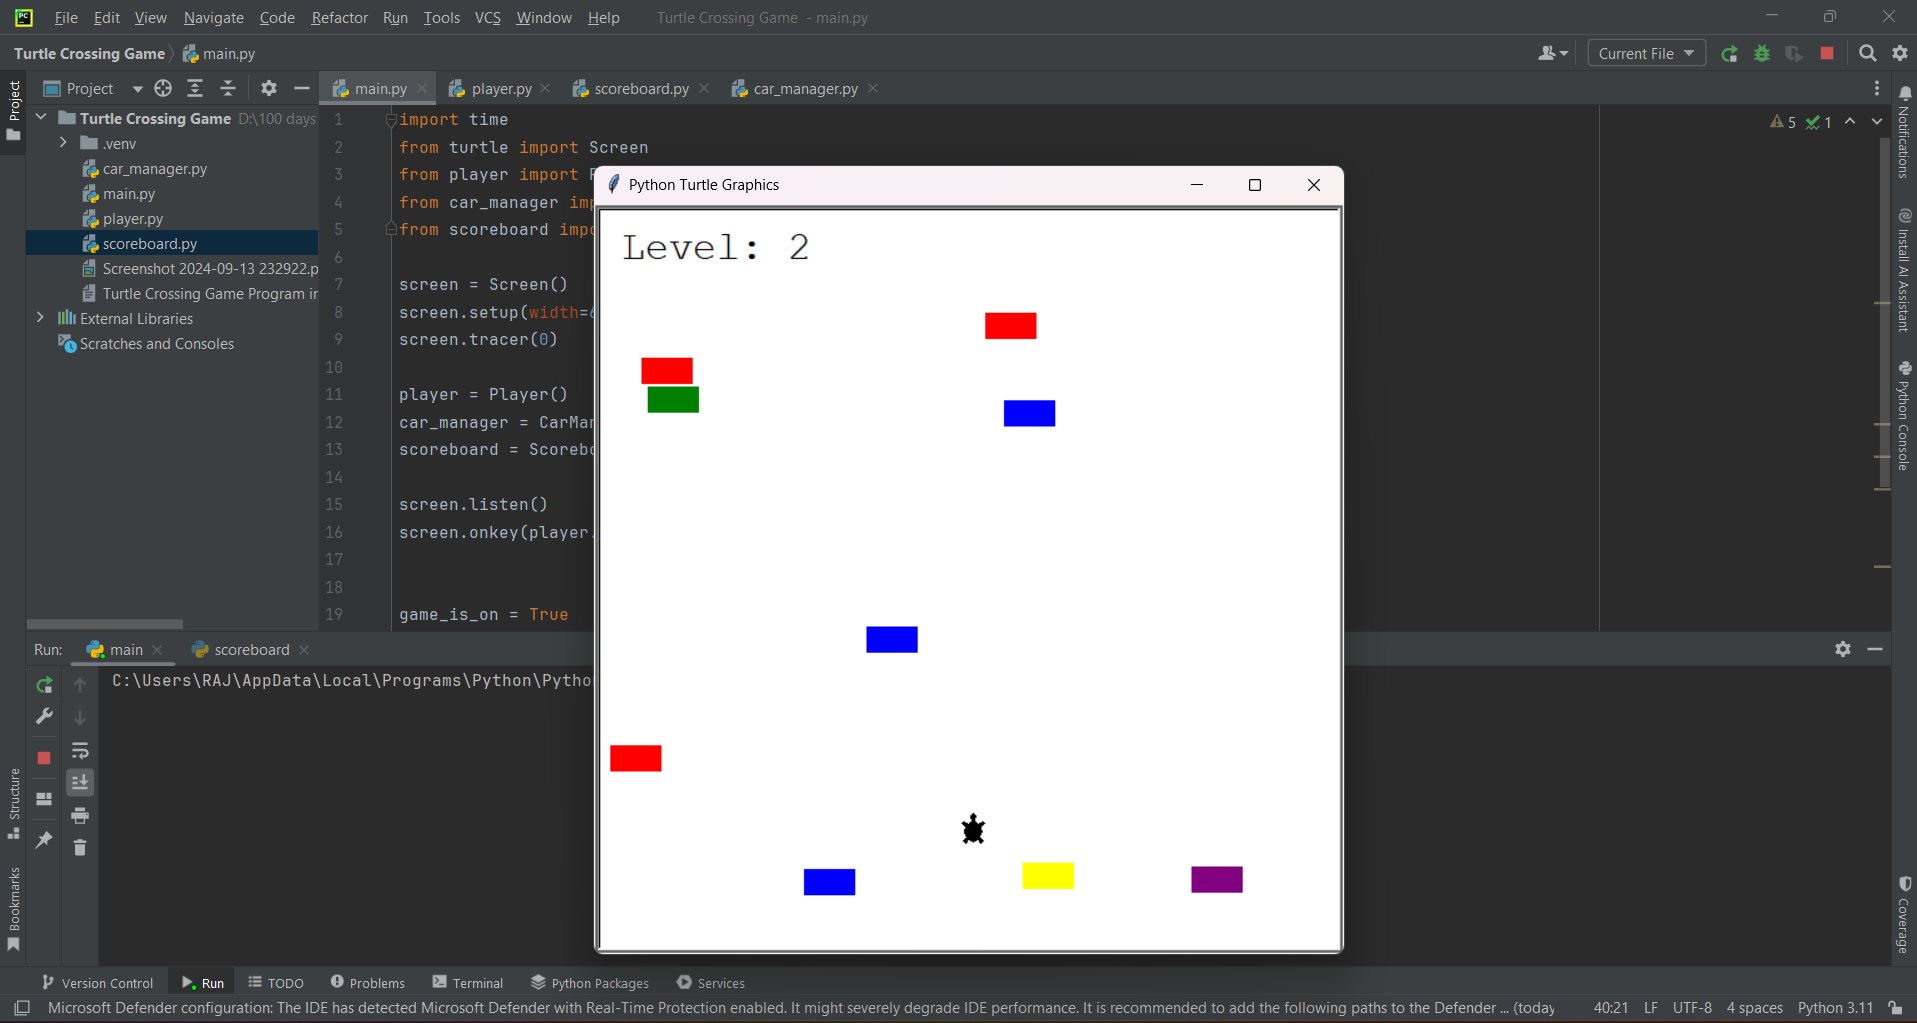 PC
File Edit View Navigate Code Refactor Run Tools VCS Window Help Turtle Crossing Game - main.py
Turtle Crossing Game main.py
Current File
Project
main.py player.py scoreboard.py car_manager.py
Project
Turtle Crossing Game D:\100 days
.venv
car_manager.py
main.py
player.py
scoreboard.py
Screenshot 2024-09-13 232922.p
Turtle Crossing Game Program in
External Libraries
Scratches and Consoles
1 import time
2 from turtle import Screen
3 from player import
4 from car_manager imp
5 from scoreboard impo
6
7 screen = Screen()
8 screen.setup(width=6
9 screen.tracer(0)
10
11 player = Player()
12 car_manager = CarMan
13 scoreboard = Scorebo
14
15 screen.listen()
16 screen.onkey(player.
17
18
19 game_is_on = True
5 1
Python Turtle Graphics
Level: 2
Notifications
Install AI Assistant
Python Console
Coverage
Run: main scoreboard
C:\Users\RAJ\AppData\Local\Programs\Python\Pytho
Structure
Bookmarks
Version Control Run TODO Problems Terminal Python Packages Services
Microsoft Defender configuration: The IDE has detected Microsoft Defender with Real-Time Protection enabled. It might severely degrade IDE performance. It is recommended to add the following paths to the Defender ... (today 40:21 LF UTF-8 4 spaces Python 3.11